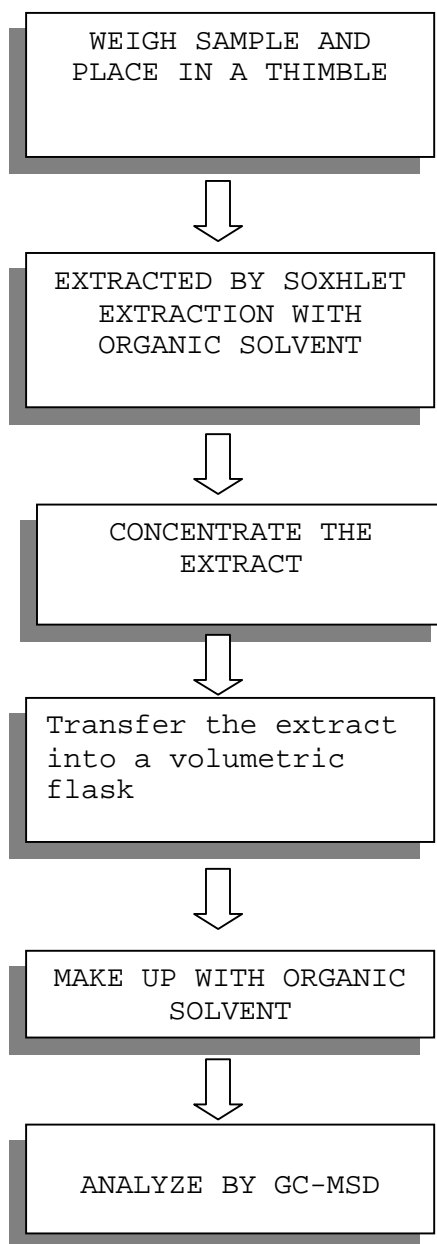 WEIGH SAMPLE AND
PLACE IN A THIMBLE
EXTRACTED BY SOXHLET
EXTRACTION WITH
ORGANIC SOLVENT
CONCENTRATE THE
EXTRACT
Transfer the extract
into a volumetric
flask
MAKE UP WITH ORGANIC
SOLVENT
ANALYZE BY GC-MSD